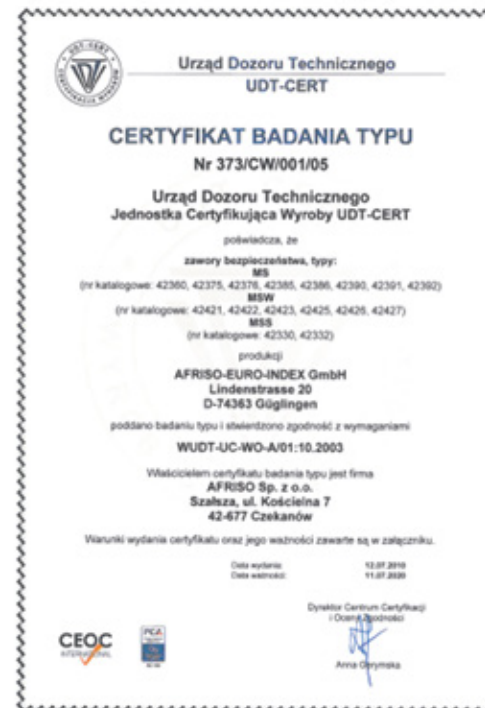 UDT-CERT
Urząd Dozoru Technicznego
UDT-CERT
CERTYFIKAT BADANIA TYPU
Nr 373/CW/001/05
Urząd Dozoru Technicznego
Jednostka Certyfikująca Wyroby UDT-CERT
poświadcza, że
zawory bezpieczeństwa, typy:
MS
(nr katalogowe: 42360, 42375, 42376, 42385, 42386, 42390, 42391, 42392)
MSW
(nr katalogowe: 42421, 42422, 42423, 42425, 42426, 42427)
MSS
(nr katalogowe: 42330, 42332)
produkcji
AFRISO-EURO-INDEX GmbH
Lindenstrasse 20
D-74363 Güglingen
poddano badaniu typu i stwierdzono zgodność z wymaganiami
WUDT-UC-WO-A/01:10.2003
Właścicielem certyfikatu badania typu jest firma
AFRISO Sp. z o.o.
Szałsza, ul. Kościelna 7
42-677 Czekanów
Warunki wydania certyfikatu oraz jego ważności zawarte są w załączniku.
Data wydania: 12.07.2010
Data ważności: 11.07.2020
Dyrektor Centrum Certyfikacji
i Oceny Zgodności
CEOC
INTERNATIONAL
PCA
Anna